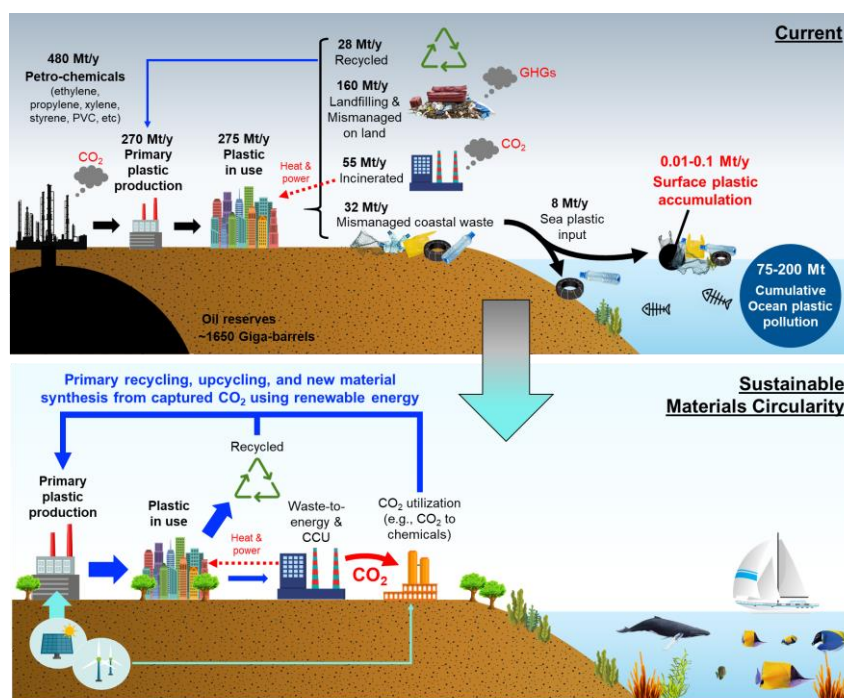 Current
480 Mt/y
Petro-chemicals
(ethylene,
propylene, xylene,
styrene, PVC, etc)
CO2
270 Mt/y
Primary
plastic
production
275 Mt/y
Plastic
in use
28 Mt/y
Recycled
160 Mt/y
Landfilling &
Mismanaged
on land
GHGs
55 Mt/y
Incinerated
CO2
Heat &
power
32 Mt/y
Mismanaged coastal waste
8 Mt/y
Sea plastic
input
0.01-0.1 Mt/y
Surface plastic
accumulation
75-200 Mt
Cumulative
Ocean plastic
pollution
Oil reserves
~1650 Giga-barrels
Primary recycling, upcycling, and new material
synthesis from captured CO2 using renewable energy
Sustainable
Materials Circularity
Primary
plastic
production
Plastic
in use
Recycled
Heat &
power
Waste-to-
energy &
CCU
CO2
CO2 utilization
(e.g., CO2 to
chemicals)